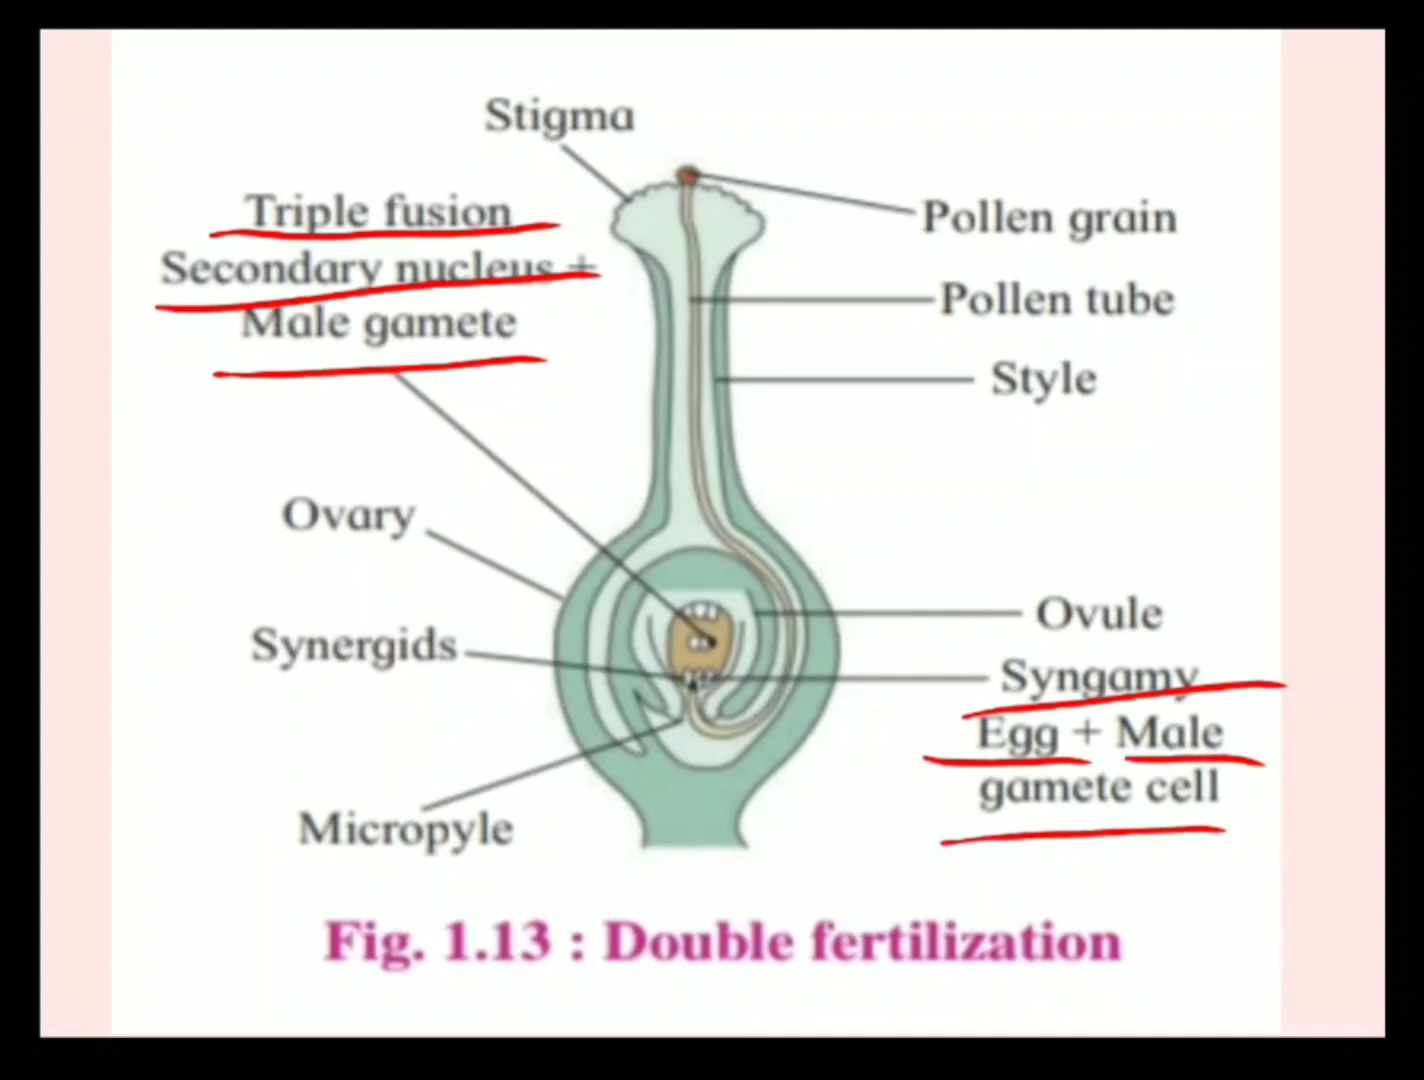 Stigma
Triple fusion
Secondary nucleus +
Male gamete
Pollen grain
Pollen tube
Style
Ovary
Synergids
Ovule
Syngamy
Egg + Male
gamete cell
Micropyle
Fig. 1.13 : Double fertilization